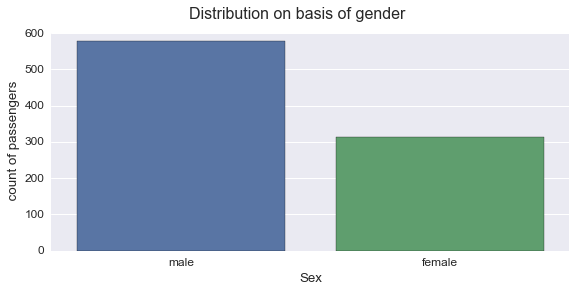 Distribution on basis of gender
600
500
400
300
200
100
0
count of passengers
male
female
Sex